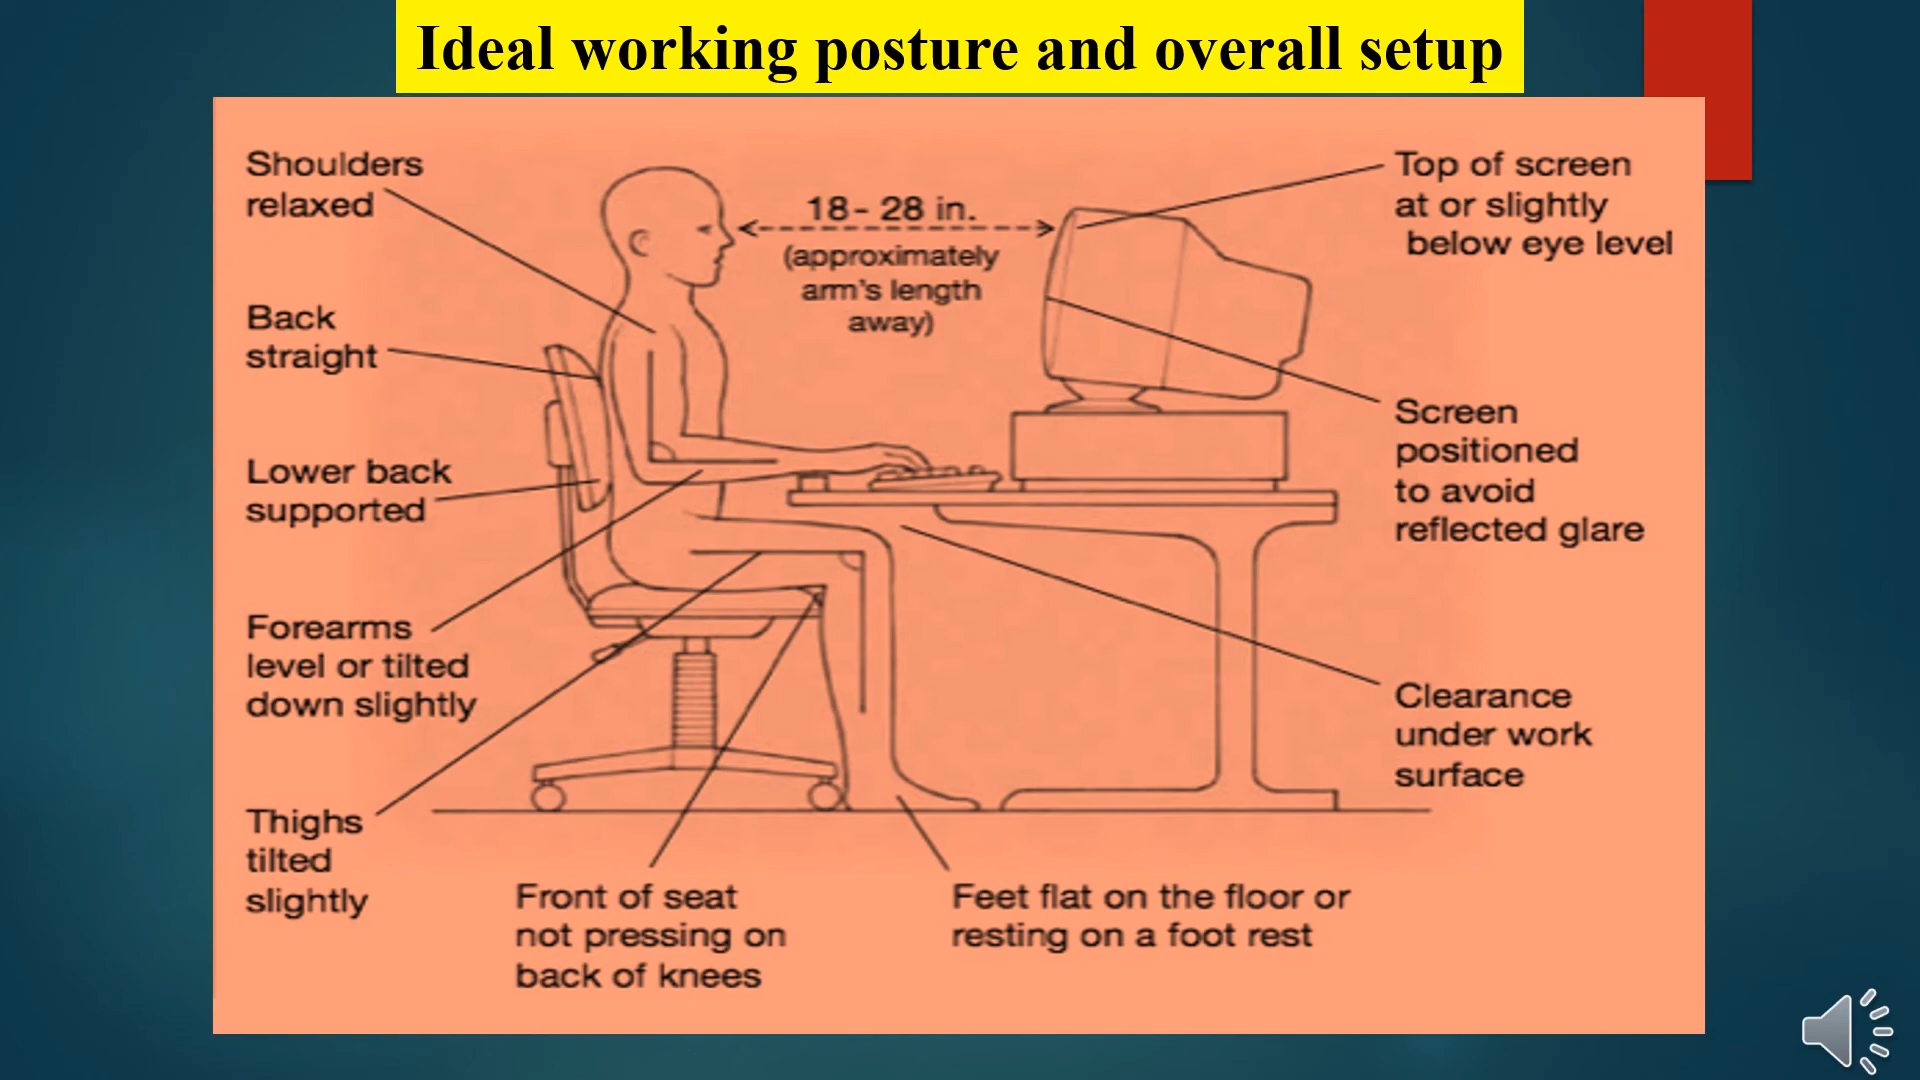 Ideal working posture and overall setup
Shoulders
relaxed
18- 28 in.
(approximately
arm's length
away)
Top of screen
at or slightly
below eye level
Back
straight
Screen
positioned
to avoid
reflected glare
Lower back
supported
Forearms
level or tilted
down slightly
Clearance
under work
surface
Thighs
tilted
slightly
Front of seat
not pressing on
back of knees
Feet flat on the floor or
resting on a foot rest